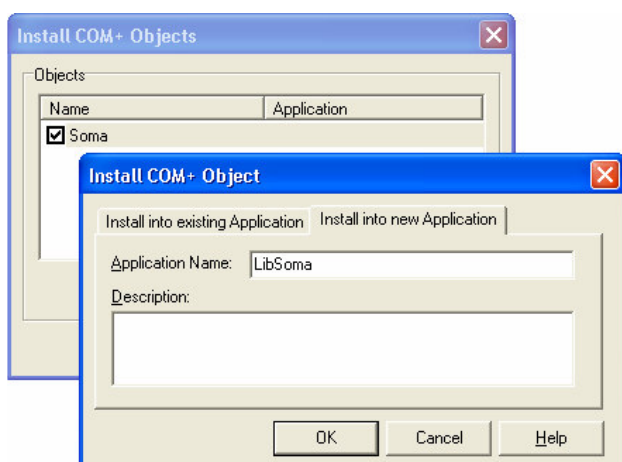 Install COM+ Objects
Objects
Name Application
Soma
Install COM+ Object
Install into existing Application Install into new Application
Application Name: LibSoma
Description:
OK Cancel Help